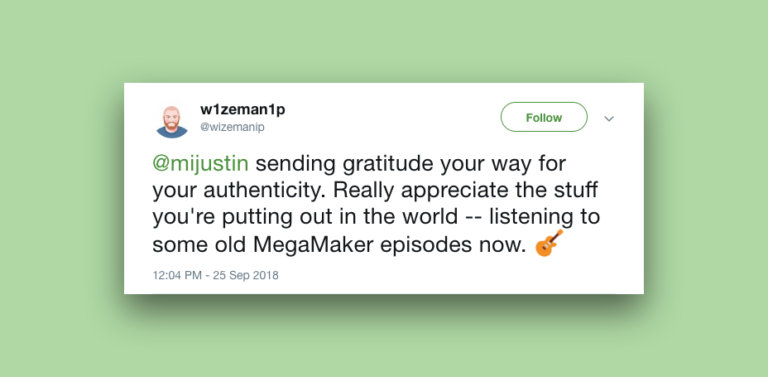 w1zeman1p
@wizemanip
Follow
@mijustin sending gratitude your way for
your authenticity. Really appreciate the stuff
you're putting out in the world -- listening to
some old MegaMaker episodes now. 🎸
12:04 PM - 25 Sep 2018